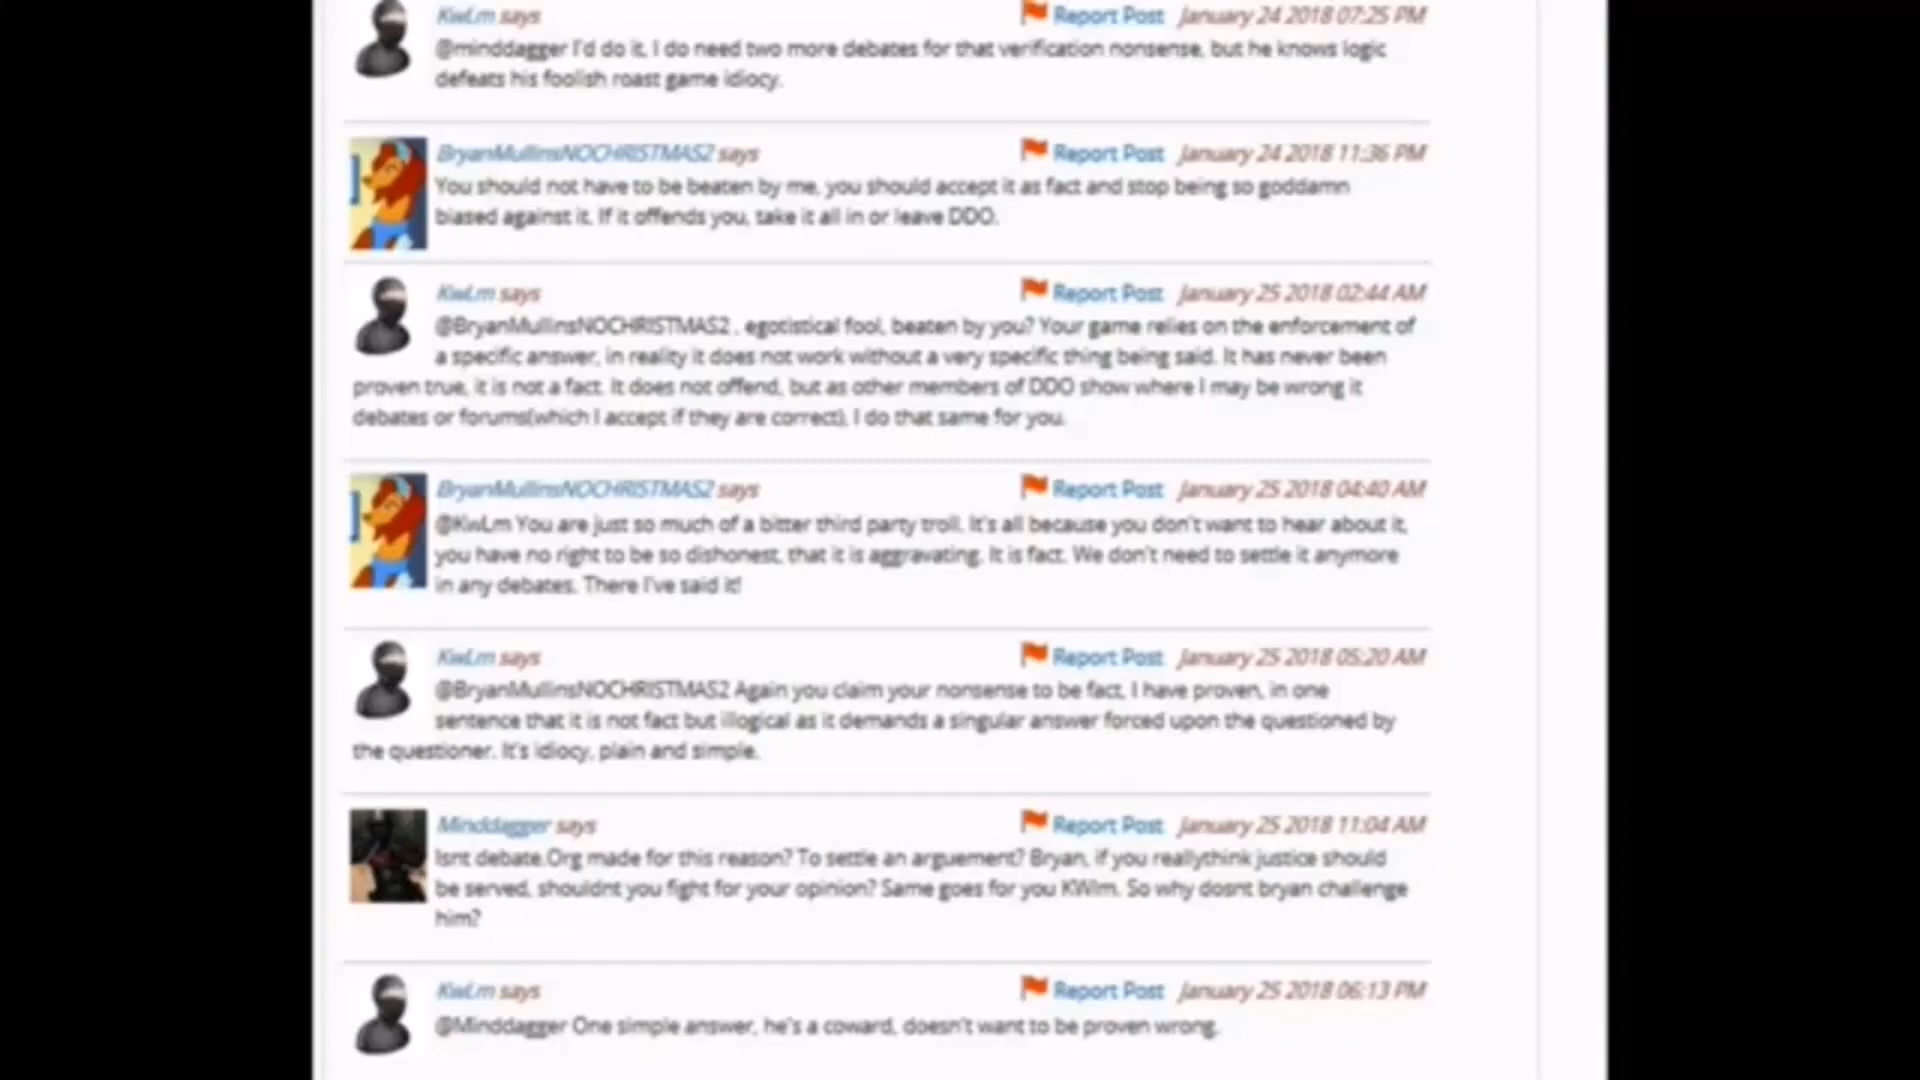 KwLm says Report Post January 24 2018 07:25 PM
@minddagger I'd do it, I do need two more debates for that verification nonsense, but he knows logic
defeats his foolish roast game idiocy.
BryanMullinsNOCHRISTMAS2 says Report Post January 24 2018 11:36 PM
You should not have to be beaten by me, you should accept it as fact and stop being so goddamn
biased against it. If it offends you, take it all in or leave DDO.
KwLm says Report Post January 25 2018 02:44 AM
@BryanMullinsNOCHRISTMAS2 , egotistical fool, beaten by you? Your game relies on the enforcement of
a specific answer, in reality it does not work without a very specific thing being said. It has never been
proven true, it is not a fact. It does not offend, but as other members of DDO show where I may be wrong it
debates or forums(which I accept if they are correct), I do that same for you.
BryanMullinsNOCHRISTMAS2 says Report Post January 25 2018 04:40 AM
@KwLm You are just so much of a bitter third party troll. It's all because you don't want to hear about it,
you have no right to be so dishonest, that it is aggravating. It is fact. We don't need to settle it anymore
in any debates. There I've said it!
KwLm says Report Post January 25 2018 05:20 AM
@BryanMullinsNOCHRISTMAS2 Again you claim your nonsense to be fact, I have proven, in one
sentence that it is not fact but illogical as it demands a singular answer forced upon the questioned by
the questioner. It's idiocy, plain and simple.
Minddagger says Report Post January 25 2018 11:04 AM
Isnt debate.Org made for this reason? To settle an arguement? Bryan, if you reallythink justice should
be served, shouldnt you fight for your opinion? Same goes for you KWlm. So why dosnt bryan challenge
him?
KwLm says Report Post January 25 2018 06:13 PM
@Minddagger One simple answer, he's a coward, doesn't want to be proven wrong.